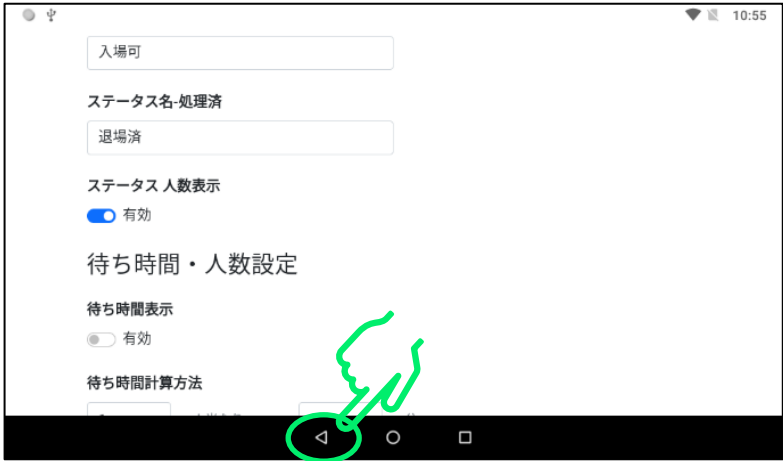 10:55
入場可
ステータス名-処理済
退場済
ステータス 人数表示
有効
待ち時間・人数設定
待ち時間表示
有効
待ち時間計算方法